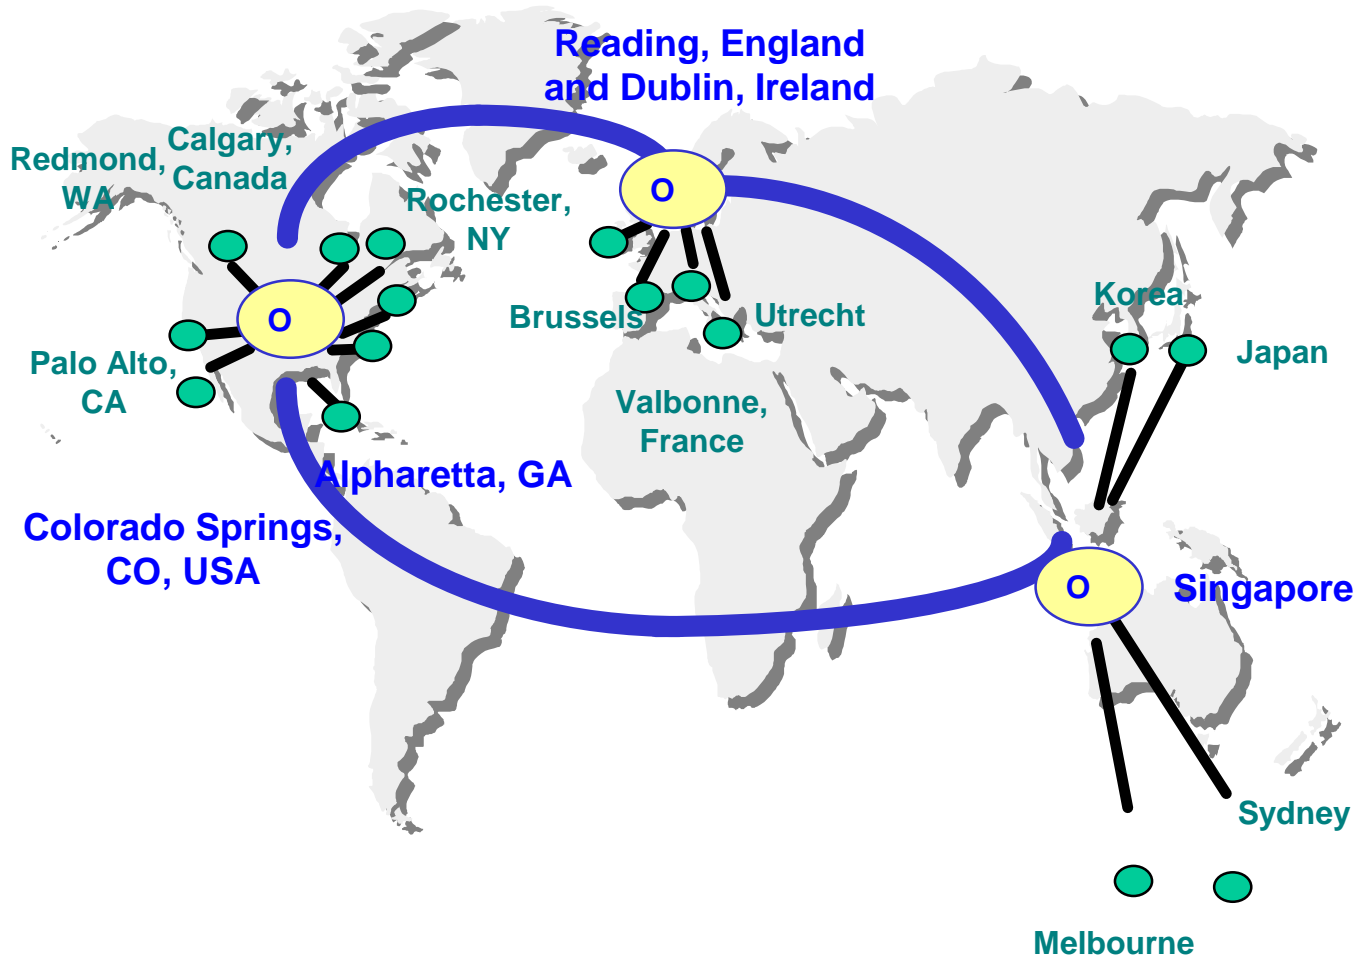 Reading, England
and Dublin, Ireland
Calgary,
Canada
Redmond,
WA
Rochester,
NY
O
Korea
Brussels
Utrecht
O
Japan
Palo Alto,
CA
Valbonne,
France
Alpharetta, GA
Colorado Springs,
CO, USA
O
Singapore
Sydney
Melbourne